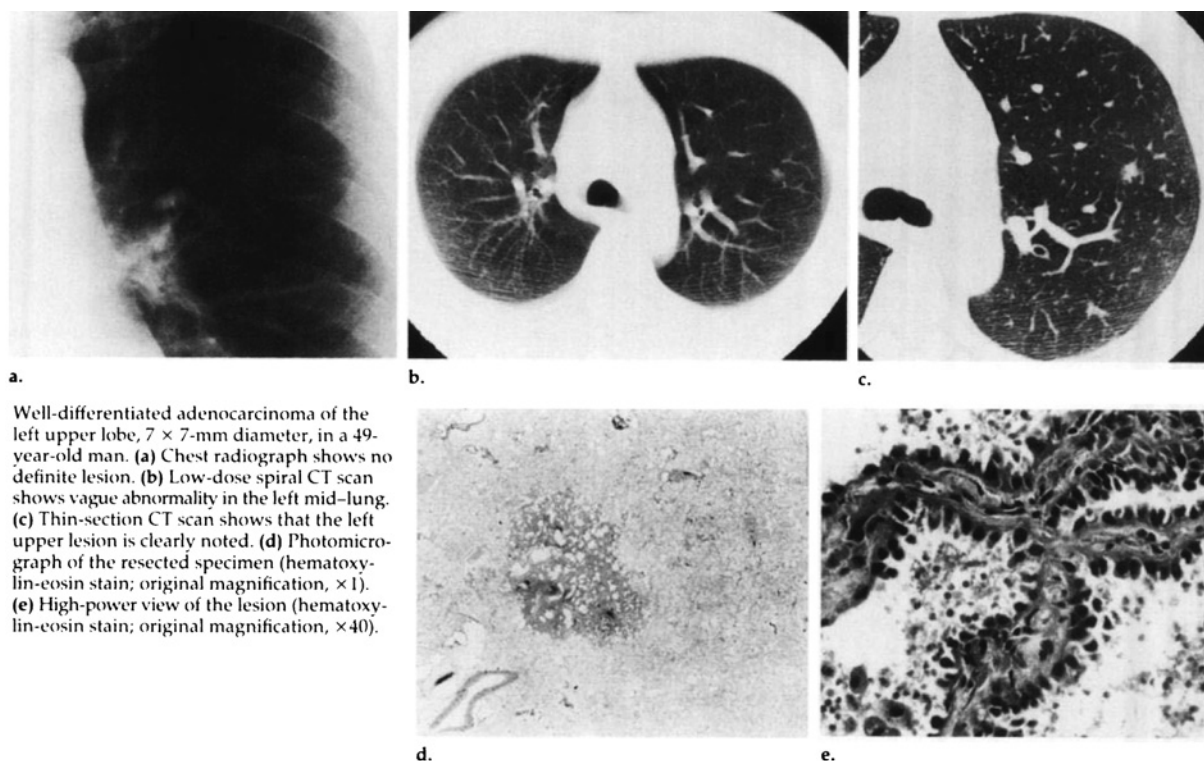 a.
b.
c.
Well-differentiated adenocarcinoma of the
left upper lobe, 7 × 7-mm diameter, in a 49-
year-old man. (a) Chest radiograph shows no
definite lesion. (b) Low-dose spiral CT scan
shows vague abnormality in the left mid–lung.
(c) Thin-section CT scan shows that the left
upper lesion is clearly noted. (d) Photomicro-
graph of the resected specimen (hematoxy-
lin-eosin stain; original magnification, ×1).
(e) High-power view of the lesion (hematoxy-
lin-eosin stain; original magnification, ×40).
d.
e.